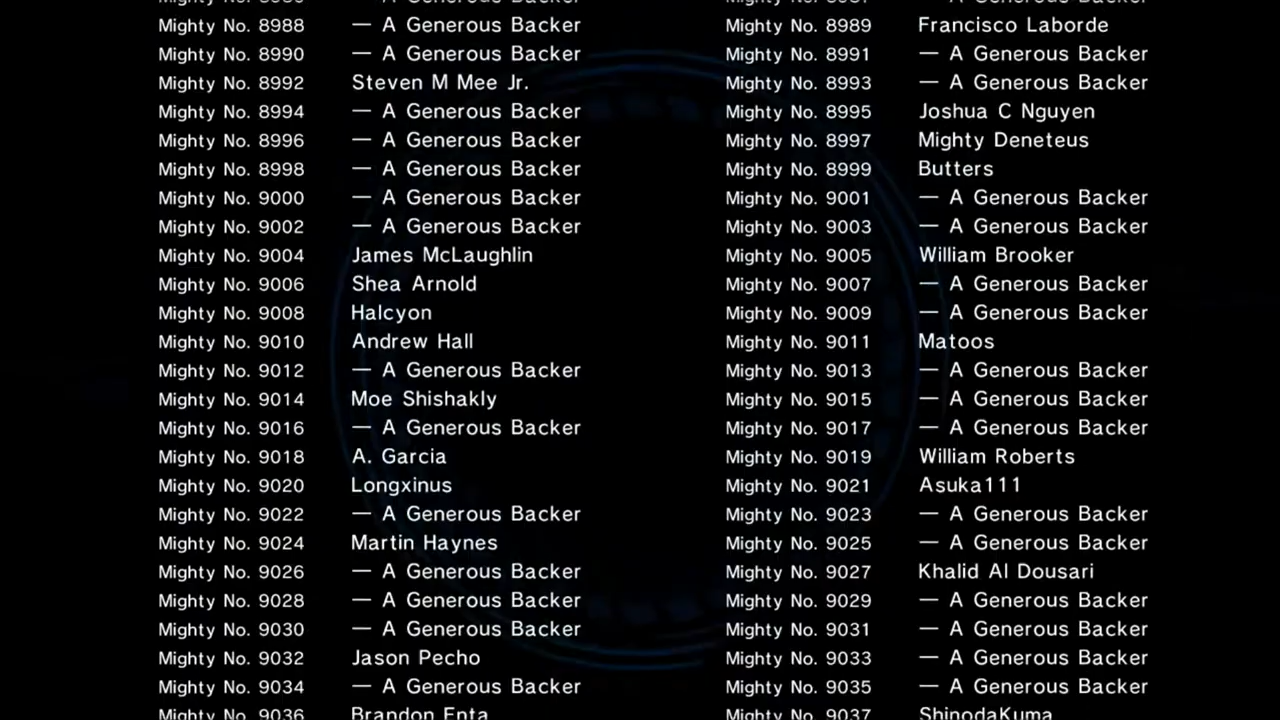 Mighty No. 8988 — A Generous Backer Mighty No. 8989 Francisco Laborde
Mighty No. 8990 — A Generous Backer Mighty No. 8991 — A Generous Backer
Mighty No. 8992 Steven M Mee Jr. Mighty No. 8993 — A Generous Backer
Mighty No. 8994 — A Generous Backer Mighty No. 8995 Joshua C Nguyen
Mighty No. 8996 — A Generous Backer Mighty No. 8997 Mighty Deneteus
Mighty No. 8998 — A Generous Backer Mighty No. 8999 Butters
Mighty No. 9000 — A Generous Backer Mighty No. 9001 — A Generous Backer
Mighty No. 9002 — A Generous Backer Mighty No. 9003 — A Generous Backer
Mighty No. 9004 James McLaughlin Mighty No. 9005 William Brooker
Mighty No. 9006 Shea Arnold Mighty No. 9007 — A Generous Backer
Mighty No. 9008 Halcyon Mighty No. 9009 — A Generous Backer
Mighty No. 9010 Andrew Hall Mighty No. 9011 Matoos
Mighty No. 9012 — A Generous Backer Mighty No. 9013 — A Generous Backer
Mighty No. 9014 Moe Shishakly Mighty No. 9015 — A Generous Backer
Mighty No. 9016 — A Generous Backer Mighty No. 9017 — A Generous Backer
Mighty No. 9018 A. Garcia Mighty No. 9019 William Roberts
Mighty No. 9020 Longxinus Mighty No. 9021 Asuka111
Mighty No. 9022 — A Generous Backer Mighty No. 9023 — A Generous Backer
Mighty No. 9024 Martin Haynes Mighty No. 9025 — A Generous Backer
Mighty No. 9026 — A Generous Backer Mighty No. 9027 Khalid Al Dousari
Mighty No. 9028 — A Generous Backer Mighty No. 9029 — A Generous Backer
Mighty No. 9030 — A Generous Backer Mighty No. 9031 — A Generous Backer
Mighty No. 9032 Jason Pecho Mighty No. 9033 — A Generous Backer
Mighty No. 9034 — A Generous Backer Mighty No. 9035 — A Generous Backer
Mighty No. 9036 Brandon Enta Mighty No. 9037 ShinodaKuma